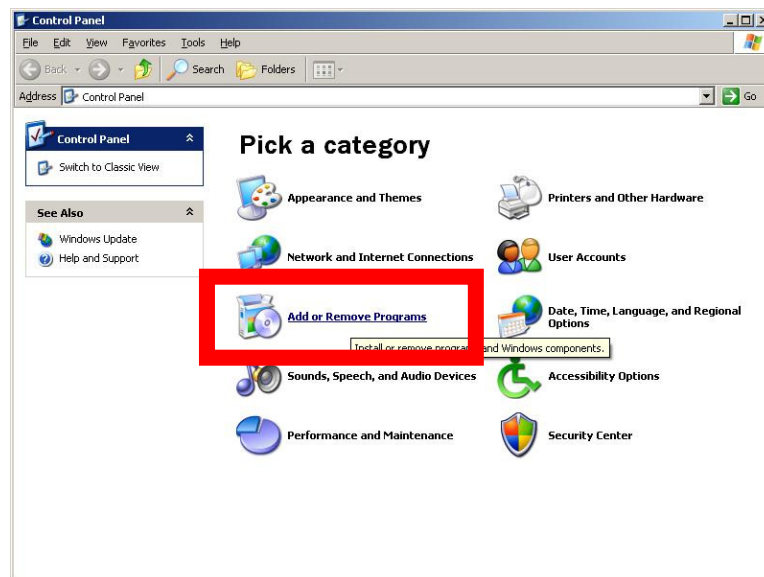 Control Panel
File Edit View Favorites Tools Help
Back Search Folders
Address Control Panel Go
Control Panel
Switch to Classic View
See Also
Windows Update
Help and Support
Pick a category
Appearance and Themes
Printers and Other Hardware
Network and Internet Connections
User Accounts
Add or Remove Programs
Date, Time, Language, and Regional
Options
Install or remove programs and Windows components.
Sounds, Speech, and Audio Devices
Accessibility Options
Performance and Maintenance
Security Center